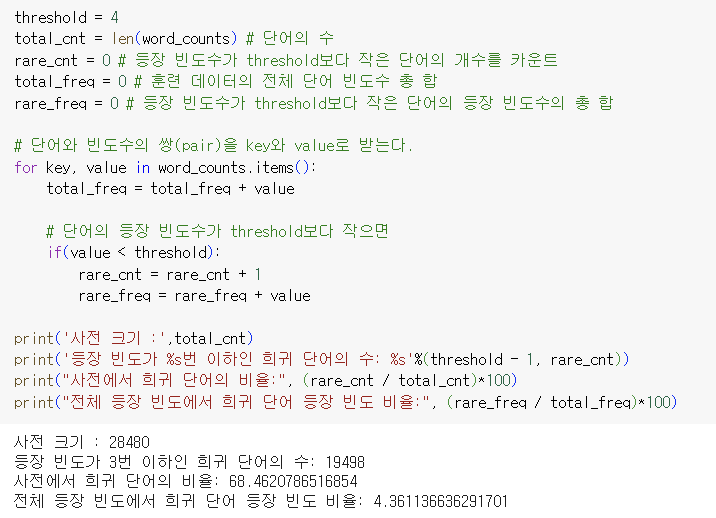 threshold = 4
total_cnt = len(word_counts) # 단어의 수
rare_cnt = 0 # 등장 빈도수가 threshold보다 작은 단어의 개수를 카운트
total_freq = 0 # 훈련 데이터의 전체 단어 빈도수 총 합
rare_freq = 0 # 등장 빈도수가 threshold보다 작은 단어의 등장 빈도수의 총 합

# 단어와 빈도수의 쌍(pair)을 key와 value로 받는다.
for key, value in word_counts.items():
    total_freq = total_freq + value

    # 단어의 등장 빈도수가 threshold보다 작으면
    if(value < threshold):
        rare_cnt = rare_cnt + 1
        rare_freq = rare_freq + value

print('사전 크기 :',total_cnt)
print('등장 빈도가 %s번 이하인 희귀 단어의 수: %s'%(threshold - 1, rare_cnt))
print("사전에서 희귀 단어의 비율:", (rare_cnt / total_cnt)*100)
print("전체 등장 빈도에서 희귀 단어 등장 빈도 비율:", (rare_freq / total_freq)*100)
사전 크기 : 28480
등장 빈도가 3번 이하인 희귀 단어의 수: 19498
사전에서 희귀 단어의 비율: 68.4620786516854
전체 등장 빈도에서 희귀 단어 등장 빈도 비율: 4.361136636291701